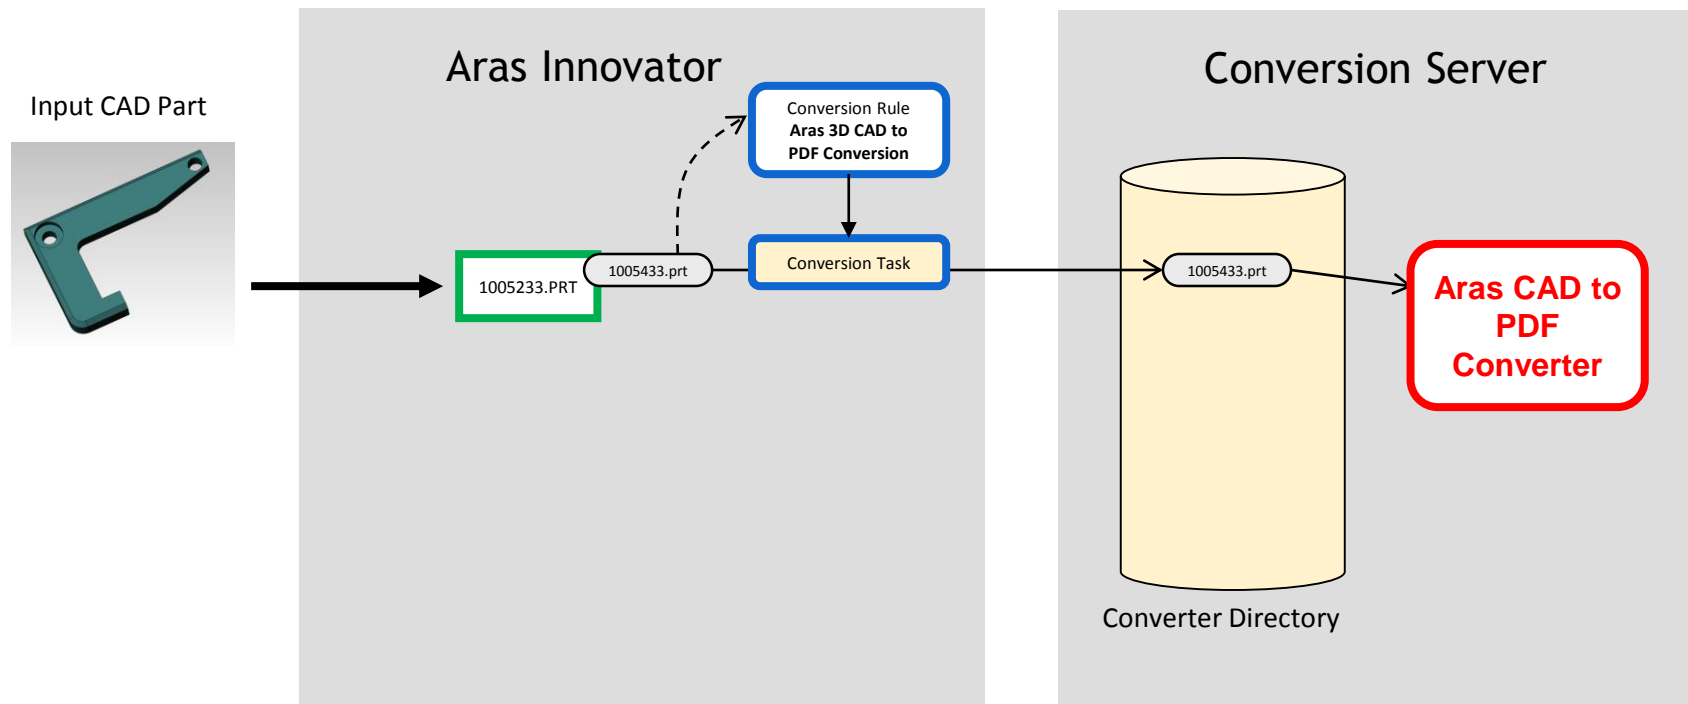 Aras Innovator
Conversion Server
Input CAD Part
Conversion Rule
Aras 3D CAD to
PDF Conversion
1005233.PRT
1005433.prt
Conversion Task
1005433.prt
Aras CAD to
PDF
Converter
Converter Directory